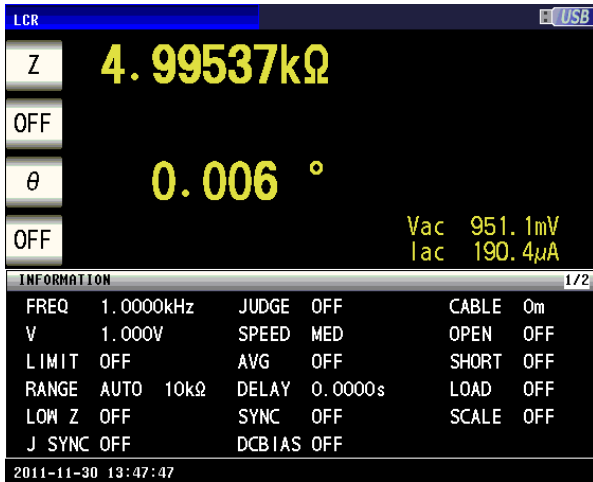 LCR USB
Z 4.99537kΩ
OFF
θ 0.006 °
OFF Vac 951.1mV
Iac 190.4μA
INFORMATION 1/2
FREQ 1.0000kHz JUDGE OFF CABLE 0m
V 1.000V SPEED MED OPEN OFF
LIMIT OFF AVG OFF SHORT OFF
RANGE AUTO 10kΩ DELAY 0.0000s LOAD OFF
LOW Z OFF SYNC OFF SCALE OFF
J SYNC OFF DCBIAS OFF
2011-11-30 13:47:47